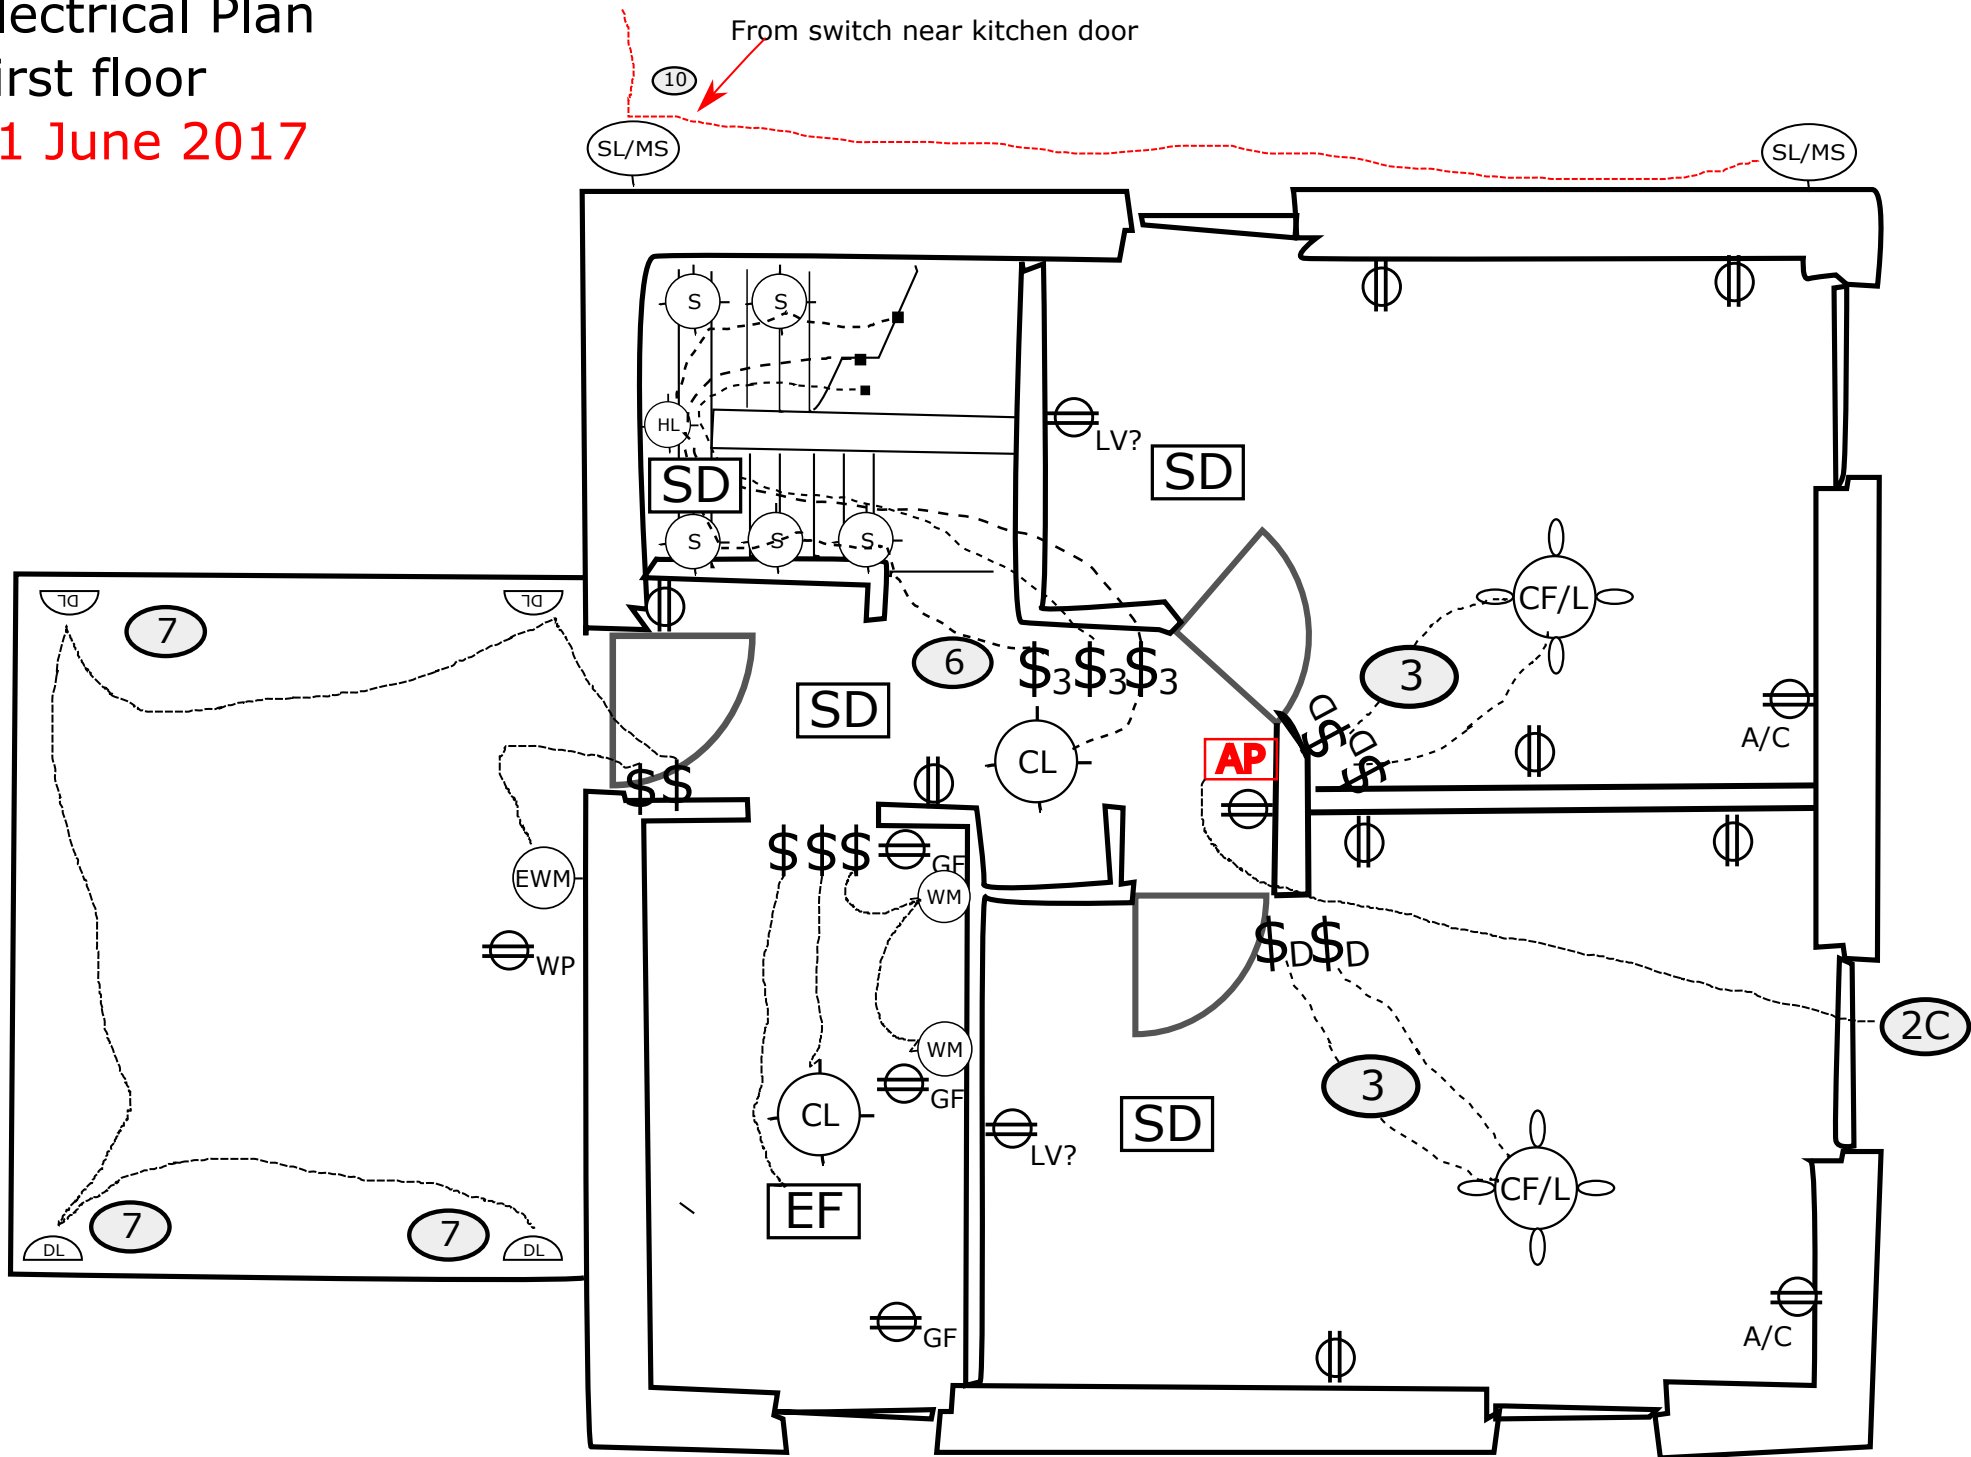 lectrical Plan
irst floor
1 June 2017
From switch near kitchen door
10
SL/MS
SL/MS
S
S
HL
LV?
SD
SD
S
S
S
DL
DL
7
CF/L
6
$3$3$3
3
SD
$D
$D
A/C
CL
AP
$$
$$$
GF
EWM
WM
WP
$D$D
2C
WM
GF
3
CL
SD
LV?
EF
CF/L
7
7
DL
DL
GF
A/C